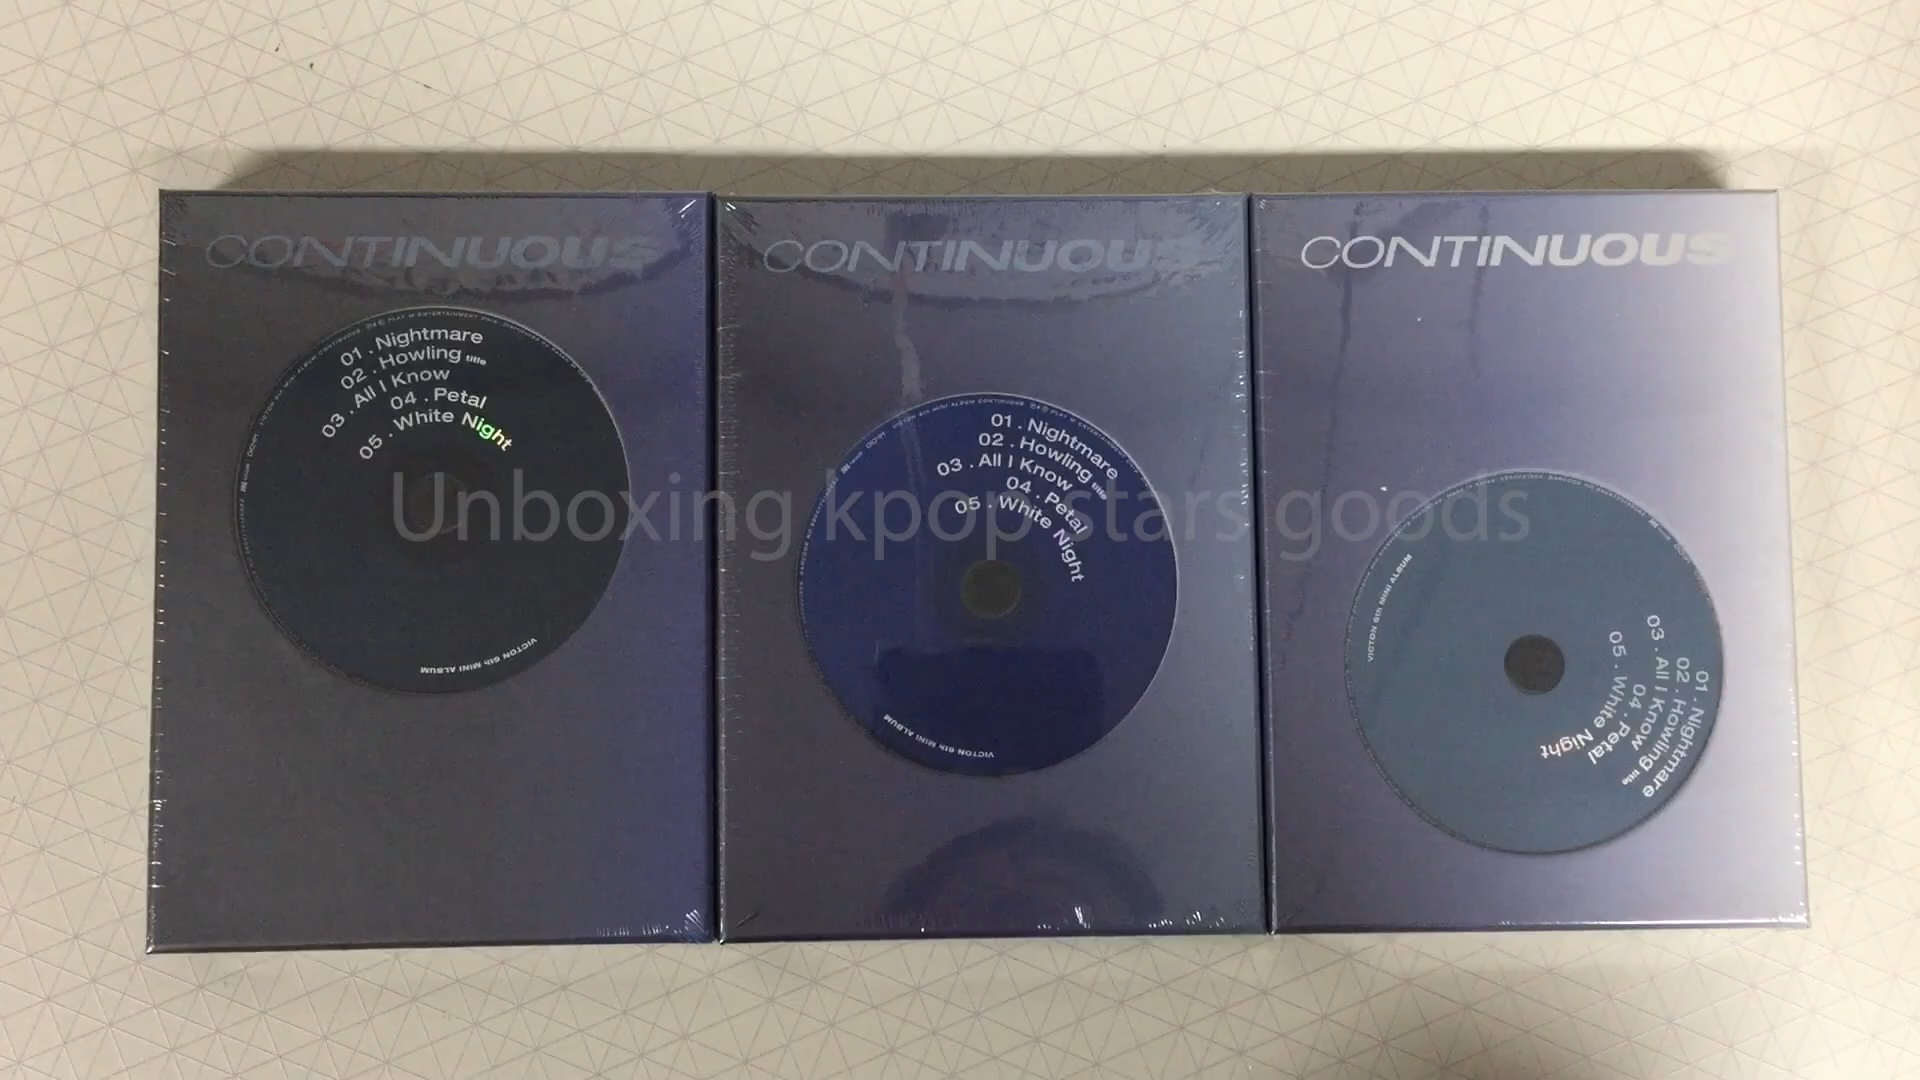 CONTINUOUS
01 . Nightmare
02 . Howling title
03 . All I Know
04 . Petal
05 . White Night
VICTON 6th MINI ALBUM
CONTINUOUS
01 . Nightmare
02 . Howling title
03 . All I Know
04 . Petal
05 . White Night
VICTON 6th MINI ALBUM
CONTINUOUS
VICTON 6th MINI ALBUM
01 . Nightmare
02 . Howling title
03 . All I Know
04 . Petal
05 . White Night
Unboxing kpop stars goods